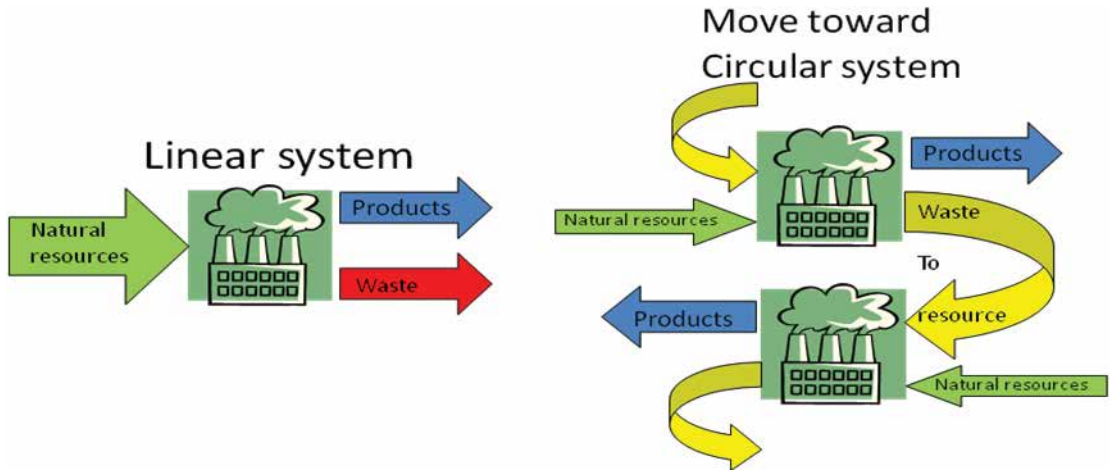 Linear system
Natural
resources
Products
Waste
Move toward
Circular system
Products
Natural resources
Waste
To
resource
Products
Natural resources